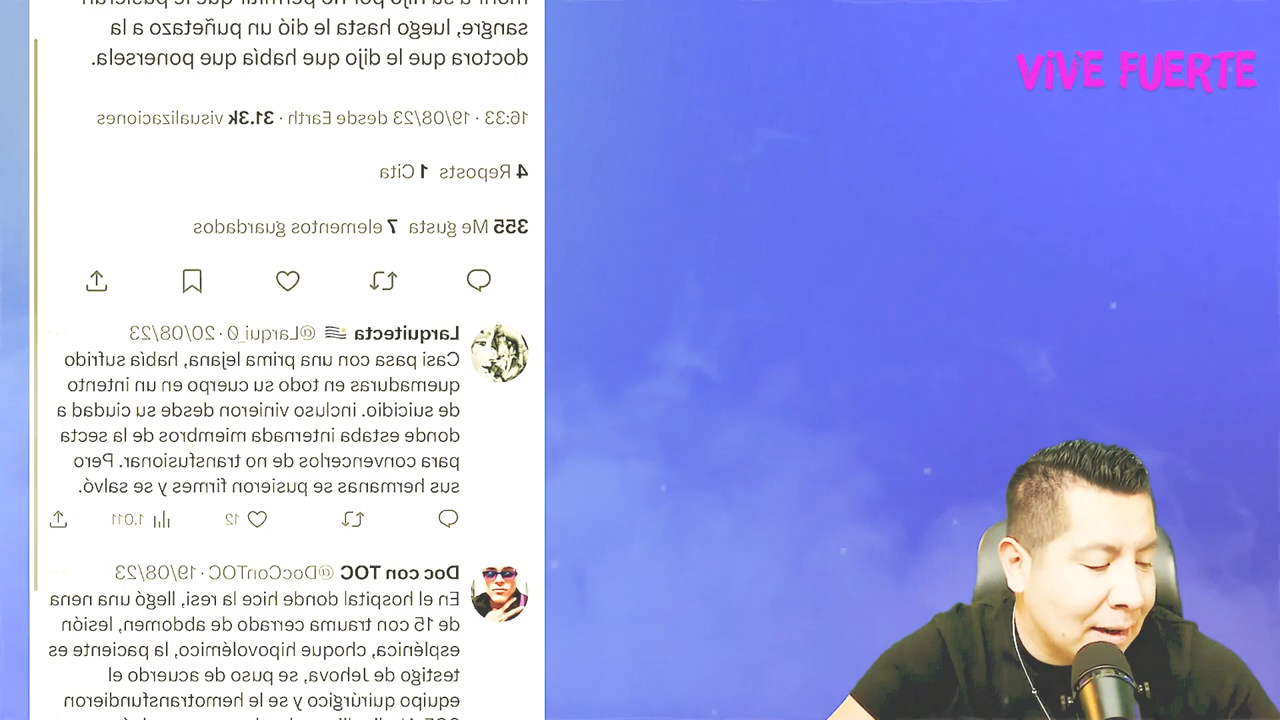 sangre, luego hasta le dió un puñetazo a la
doctora que le dijo que había que ponersela.
16:33 · 19/08/23 desde Earth · 31.3k visualizaciones
4 Reposts 1 Cita
355 Me gusta 7 elementos guardados
Larquitecta @Larqui_0 · 20/08/23
Casi pasa con una prima lejana, había sufrido
quemaduras en todo su cuerpo en un intento
de suicidio. incluso vinieron desde su ciudad a
donde estaba internada miembros de la secta
para convencerlos de no transfusionar. Pero
sus hermanas se pusieron firmes y se salvó.
12 1.011
Doc con TOC @DocConTOC · 19/08/23
En el hospital donde hice la resi, llegó una nena
de 15 con trauma cerrado de abdomen, lesión
esplénica, choque hipovolémico, la paciente es
testigo de Jehova, se puso de acuerdo el
equipo quirúrgico y se le hemotransfundieron
VIVE FUERTE